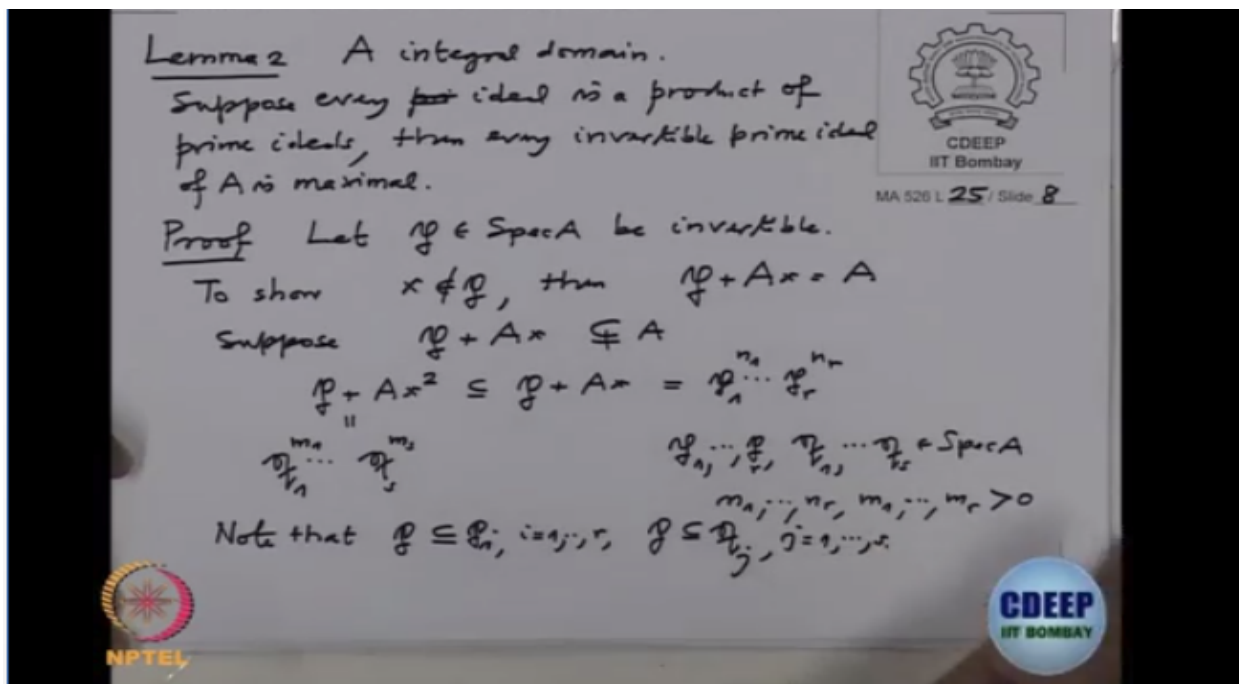 Lemma 2 A integral domain.
Suppose every ideal is a product of
prime ideals, then every invertible prime ideal
of A is maximal.
CDEEP
IIT Bombay
MA 526 L 25 / Slide 8
Proof Let 𝔭 ∈ Spec A be invertible.
To show x ∉ 𝔭, then 𝔭 + Ax = A
Suppose 𝔭 + Ax ⊊ A
𝔭 + Ax² ⊆ 𝔭 + Ax = 𝔭₁^{n₁} ⋯ 𝔭ᵣ^{nᵣ}
॥
𝔮₁^{m₁} ⋯ 𝔮ₛ^{mₛ}
𝔭₁, ⋯, 𝔭ᵣ, 𝔮₁, ⋯ 𝔮ₛ ∈ Spec A
n₁, ⋯, nᵣ, m₁, ⋯, mᵣ > 0
Note that 𝔭 ⊆ 𝔭ᵢ, i=1,⋯,r, 𝔭 ⊆ 𝔮ⱼ, j=1,⋯,s.
NPTEL
CDEEP
IIT BOMBAY